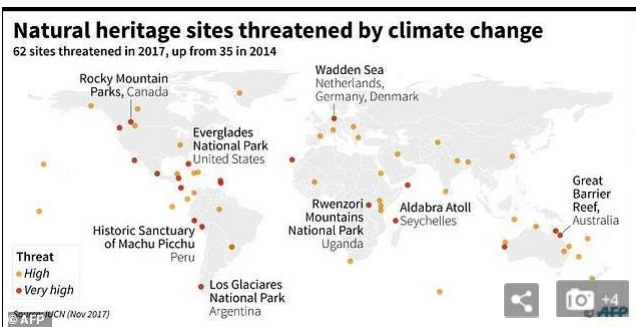 Natural heritage sites threatened by climate change
62 sites threatened in 2017, up from 35 in 2014
Rocky Mountain
Parks, Canada
Wadden Sea
Netherlands,
Germany, Denmark
Everglades
National Park
United States
Rwenzori
Mountains
National Park
Uganda
Aldabra Atoll
Seychelles
Great
Barrier
Reef,
Australia
Historic Sanctuary
of Machu Picchu
Peru
Los Glaciares
National Park
Argentina
Threat
High
Very high
Source: IUCN (Nov 2017)
© AFP
+4
AFP